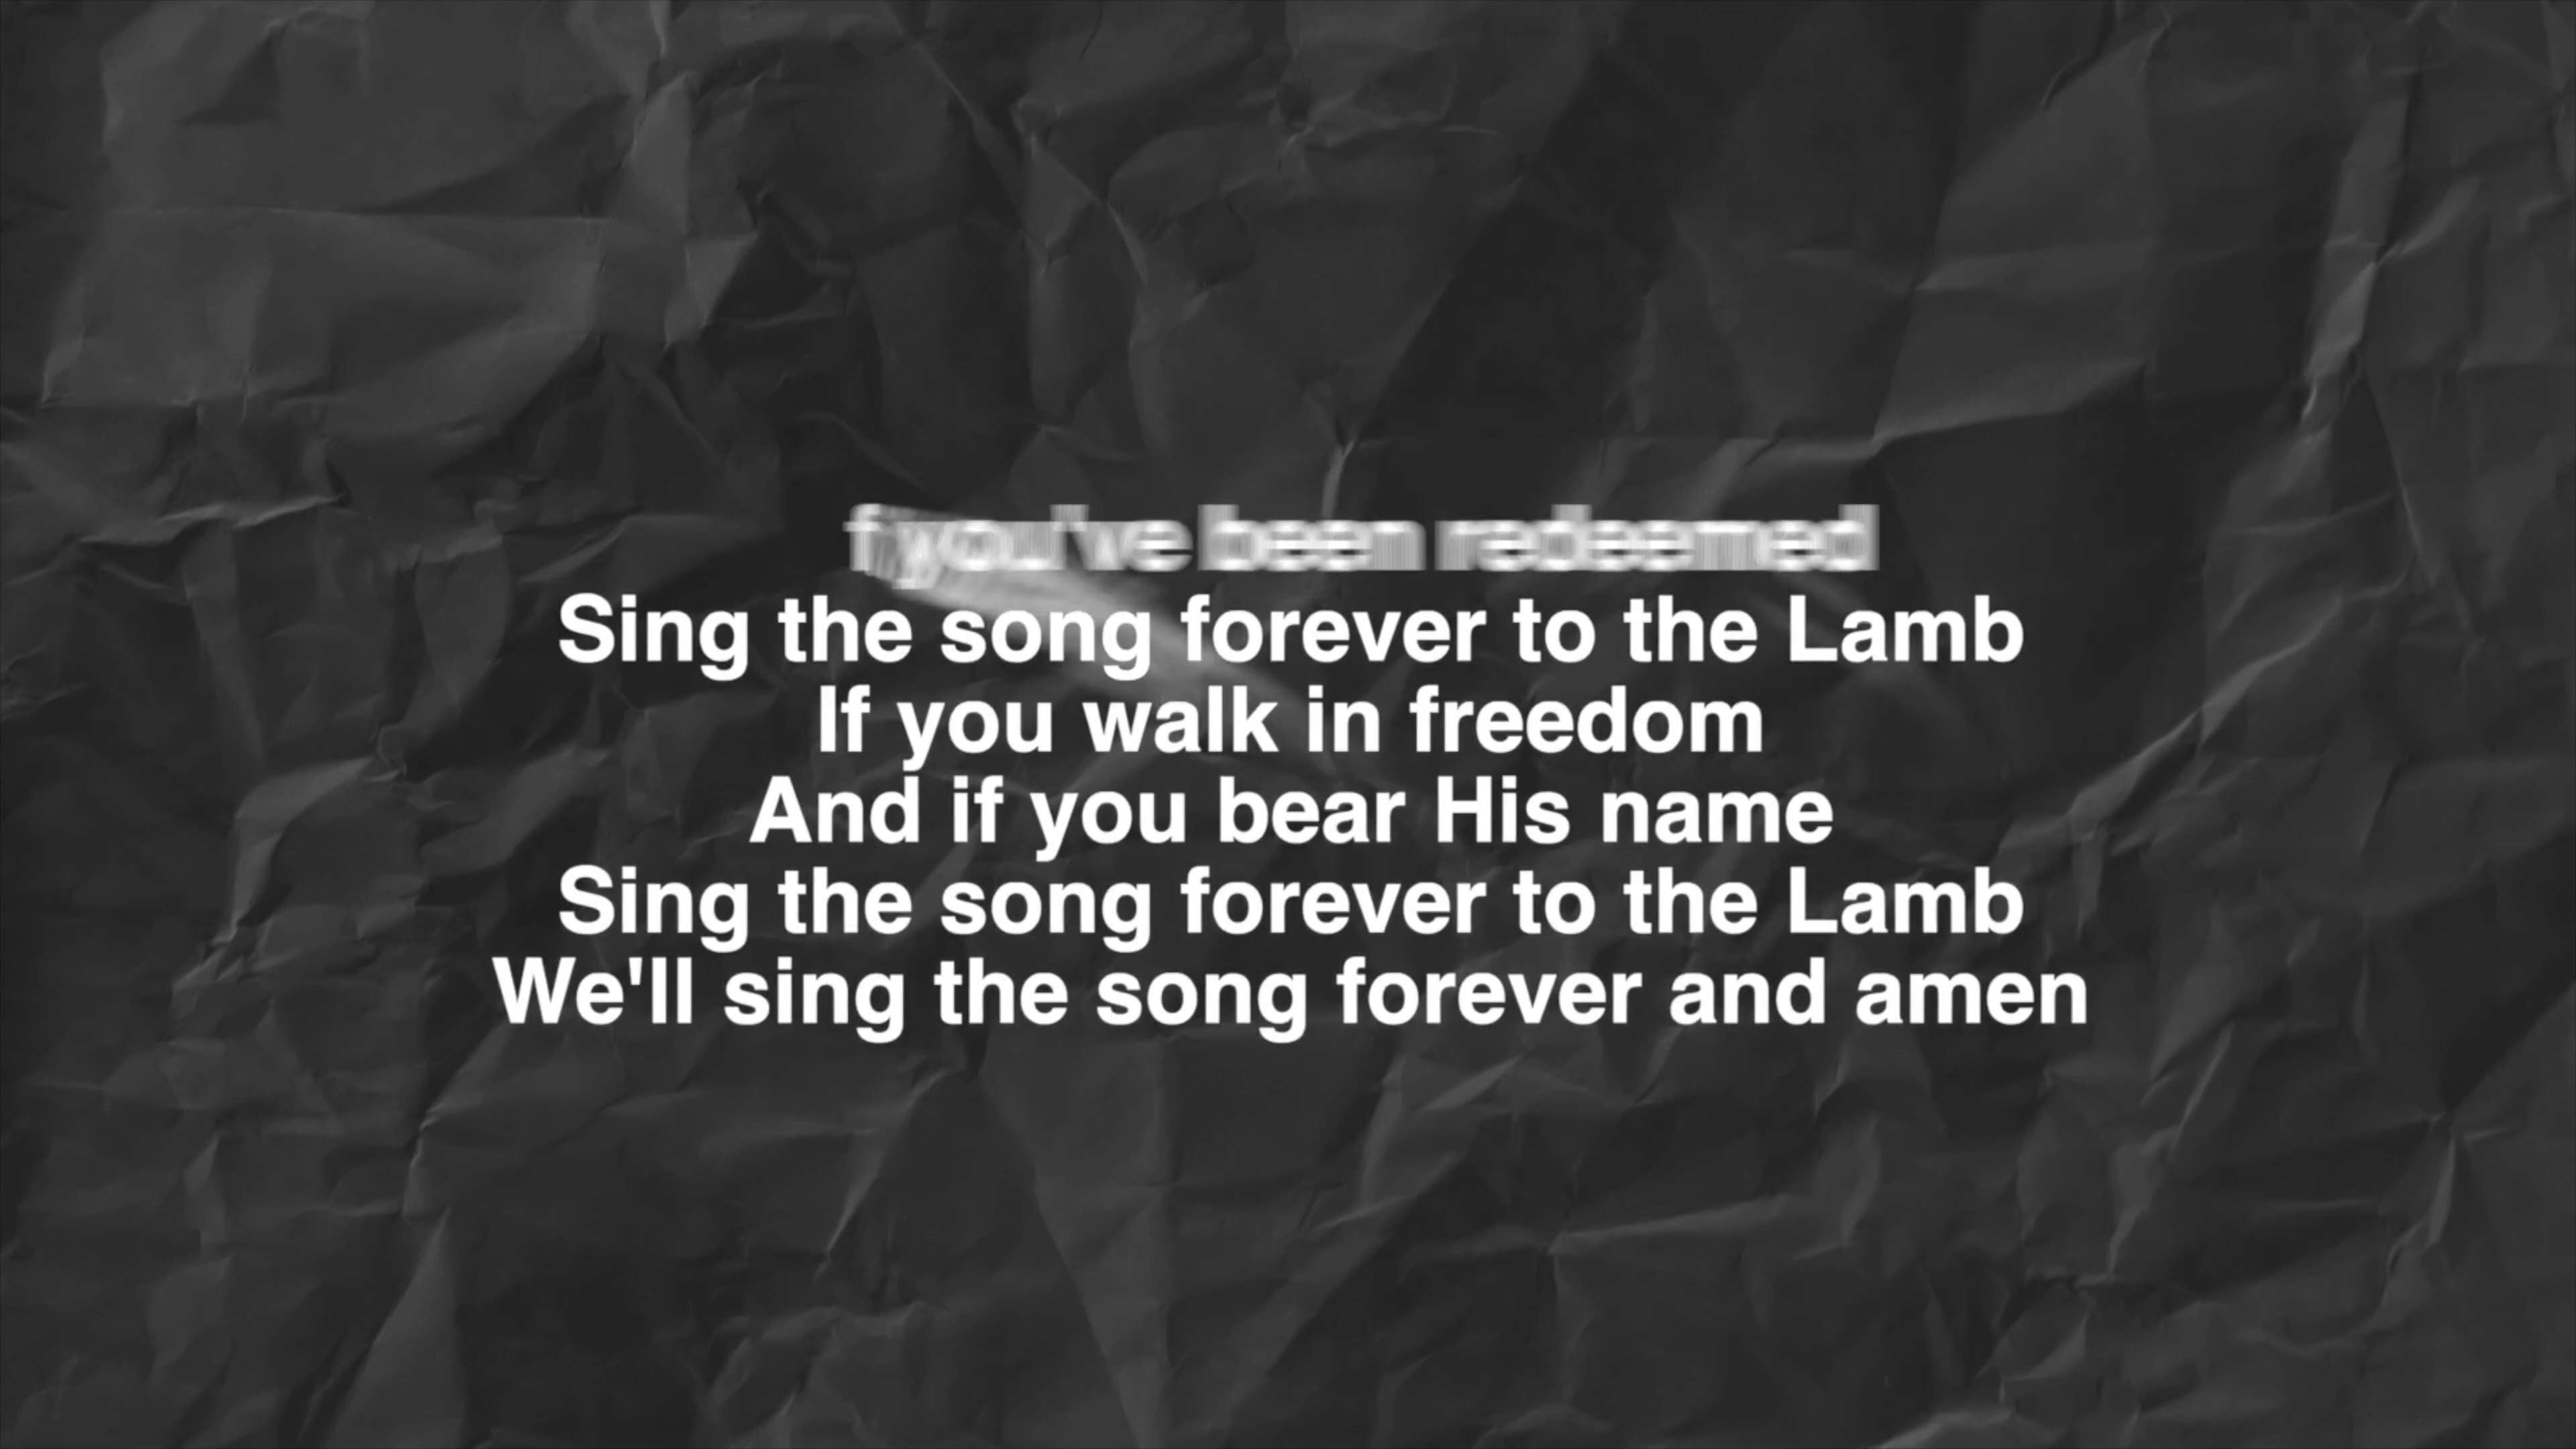 f you've been redeemed
Sing the song forever to the Lamb
If you walk in freedom
And if you bear His name
Sing the song forever to the Lamb
We'll sing the song forever and amen